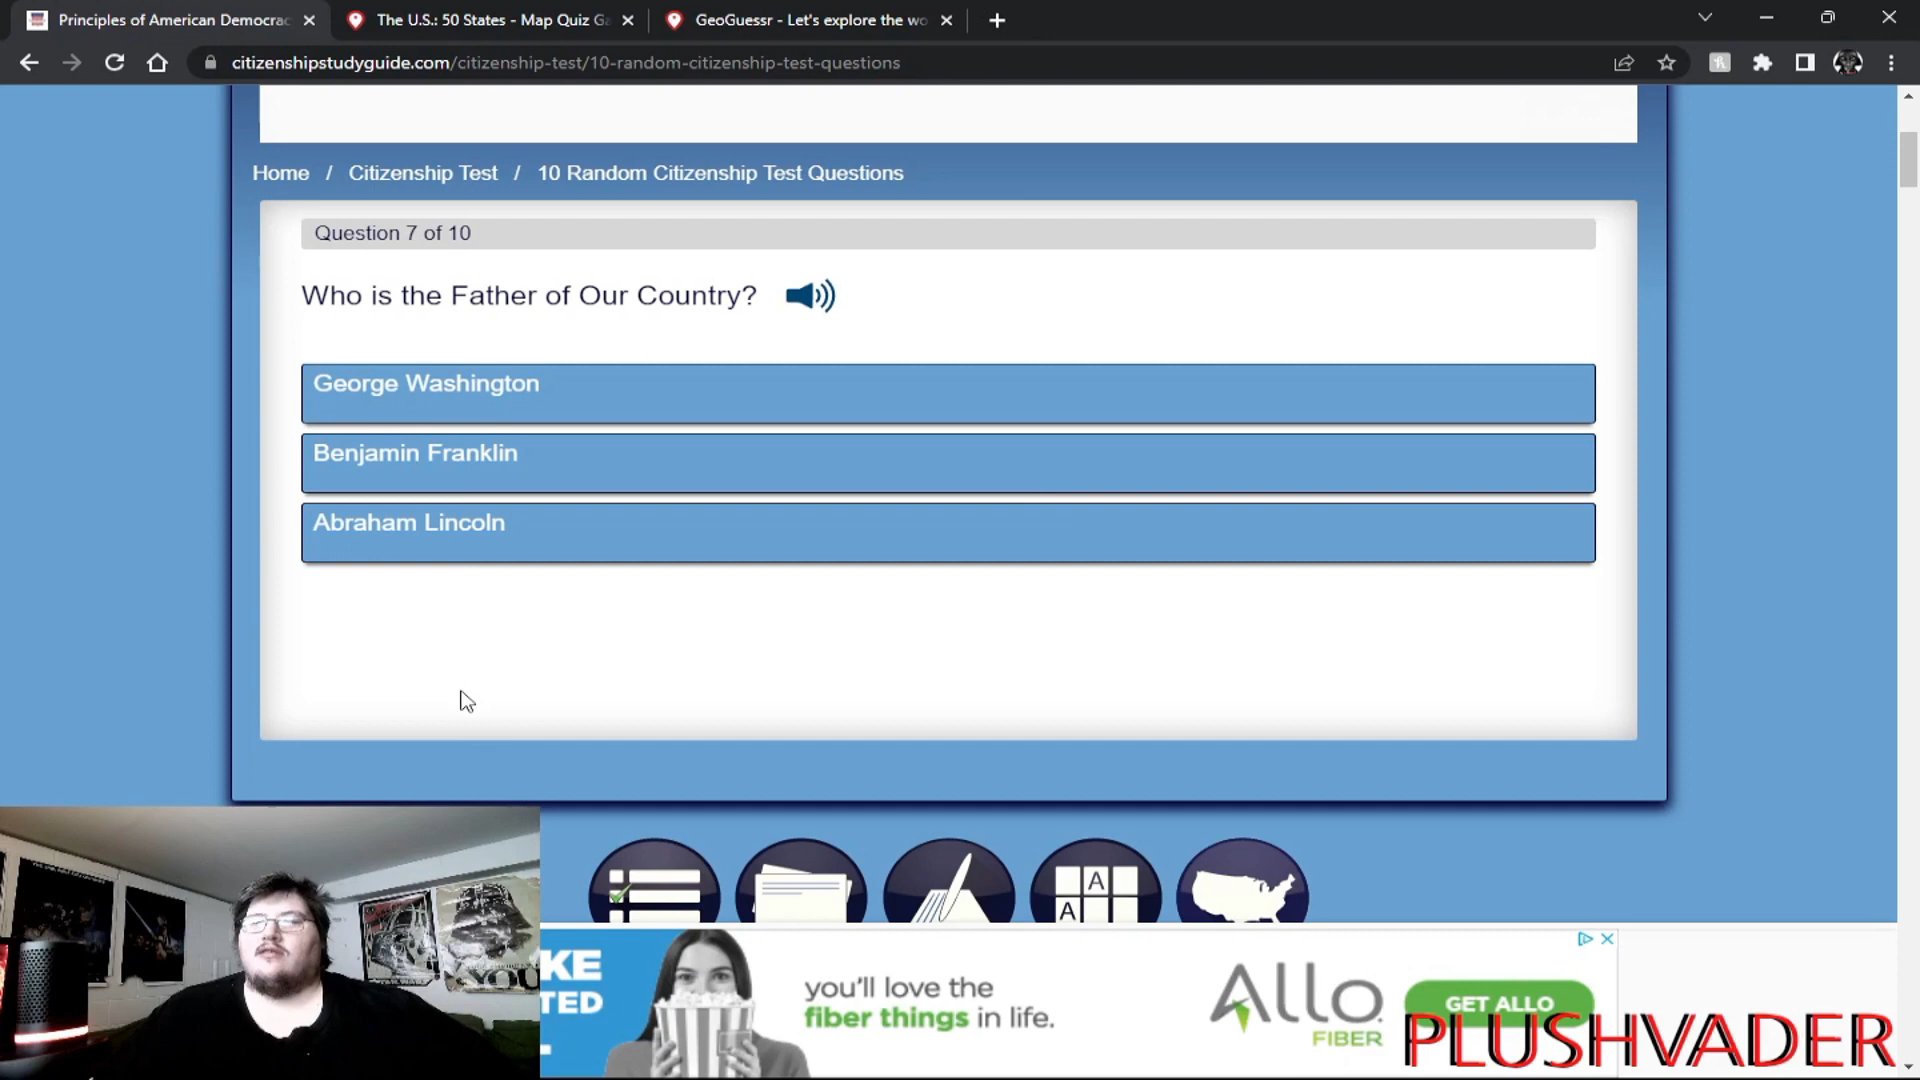 Principles of American Democrac
The U.S.: 50 States - Map Quiz Ga
GeoGuessr - Let's explore the wo
citizenshipstudyguide.com/citizenship-test/10-random-citizenship-test-questions
Home / Citizenship Test / 10 Random Citizenship Test Questions
Question 7 of 10
Who is the Father of Our Country?
George Washington
Benjamin Franklin
Abraham Lincoln
A
A
KE
TED
you'll love the
fiber things in life.
Allo
FIBER
GET ALLO
PLUSHVADER